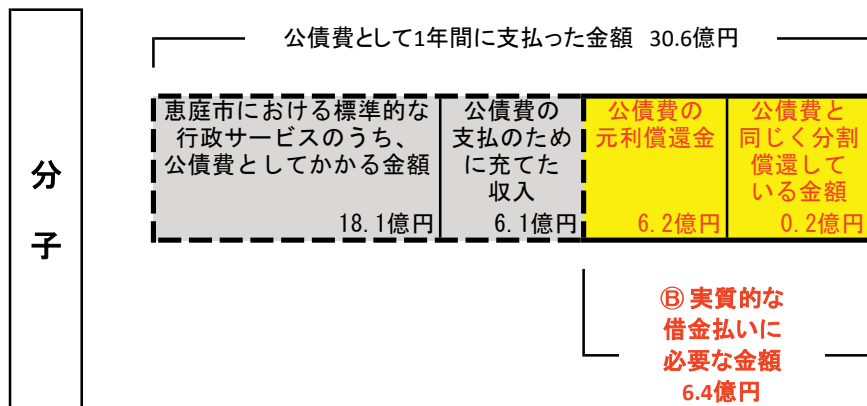 公債費として1年間に支払った金額 30.6億円
分
子
恵庭市における標準的な
行政サービスのうち、
公債費としてかかる金額
18.1億円
公債費の
支払のため
に充てた
収入
6.1億円
公債費の
元利償還金
6.2億円
公債費と
同じく分割
償還して
いる金額
0.2億円
Ⓑ 実質的な
借金払いに
必要な金額
6.4億円